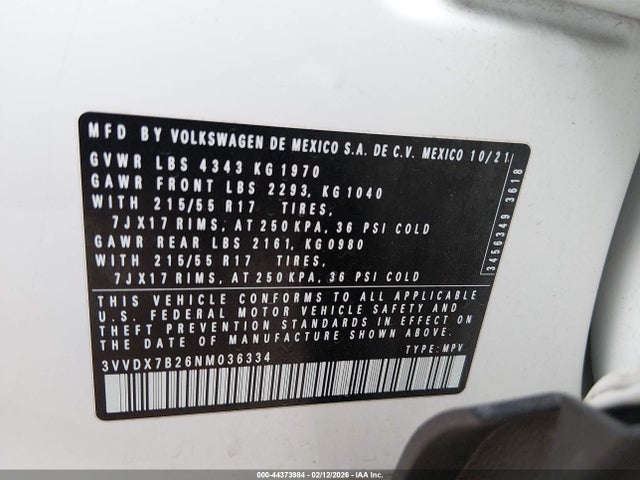 MFD BY VOLKSWAGEN DE MEXICO S.A. DE C.V. MEXICO 10/21
GVWR LBS 4343 KG 1970
GAWR FRONT LBS 2293, KG 1040
WITH 215/55 R17 TIRES,
7JX17 RIMS, AT 250 KPA, 36 PSI COLD
GAWR REAR LBS 2161, KG 0980
WITH 215/55 R17 TIRES,
7JX17 RIMS, AT 250 KPA, 36 PSI COLD
THIS VEHICLE CONFORMS TO ALL APPLICABLE
U.S. FEDERAL MOTOR VEHICLE SAFETY AND
THEFT PREVENTION STANDARDS IN EFFECT ON
THE DATE OF MANUFACTURE SHOWN ABOVE.
3VVDX7B26NM036334 TYPE: MPV
3456349 3618
000-44373984 - 02/12/2026 - IAA Inc.